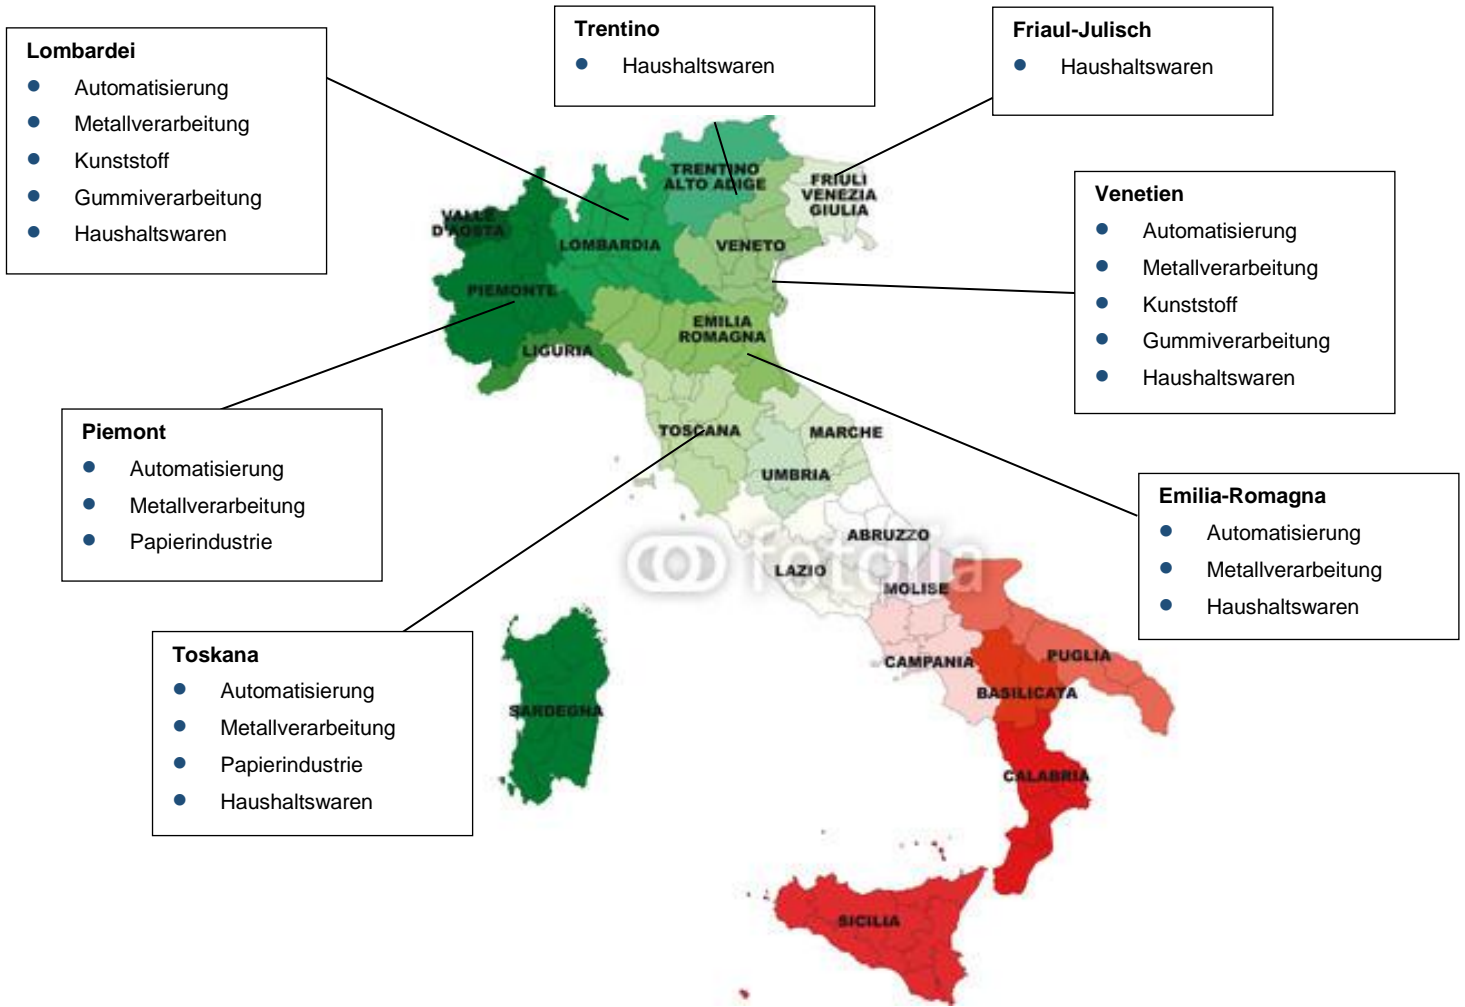 Lombardei
Automatisierung
Metallverarbeitung
Kunststoff
Gummiverarbeitung
Haushaltswaren
Trentino
Haushaltswaren
Friaul-Julisch
Haushaltswaren
Venetien
Automatisierung
Metallverarbeitung
Kunststoff
Gummiverarbeitung
Haushaltswaren
Piemont
Automatisierung
Metallverarbeitung
Papierindustrie
Toskana
Automatisierung
Metallverarbeitung
Papierindustrie
Haushaltswaren
Emilia-Romagna
Automatisierung
Metallverarbeitung
Haushaltswaren
TRENTINO
ALTO ADIGE
FRIULI
VENEZIA
GIULIA
VALLE
D'AOSTA
LOMBARDIA
VENETO
PIEMONTE
EMILIA
ROMAGNA
LIGURIA
TOSCANA
MARCHE
UMBRIA
ABRUZZO
LAZIO
MOLISE
fotolia
CAMPANIA
PUGLIA
BASILICATA
SARDEGNA
CALABRIA
SICILIA